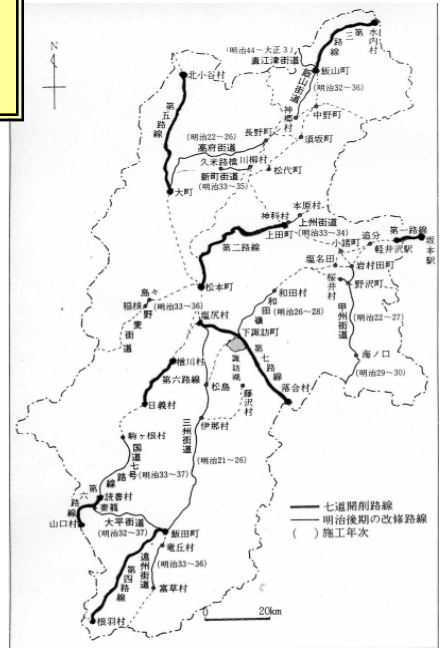 N
(明治44～大正3)
直江津街道
第三路線
水内村
飯山町
飯山街道
(明治32～36)
北小谷村
第五路線
神郷村
中野町
(明治22～26)
高府街道
長野町
須坂町
久米路橋
川柳村
新町街道
(明治33～35)
松代町
大町
本原村
神科村
上州街道
上田町
(明治33～34)
第二路線
小諸町
追分
軽井沢駅
第一路線
坂本駅
塩名田
岩村田町
桜井村
野沢町
松本町
島々
稲核
(明治33～36)
野麦街道
塩尻村
和田村
和田嶺
(明治26～28)
甲州街道
(明治22～27)
海ノ口
(明治29～30)
下諏訪町
諏訪湖
第七路線
落合村
楢川村
第六路線
日義村
松島
藤沢村
伊那村
三州街道
(明治21～26)
駒ヶ根村
国道七号路線
(明治33～37)
第六路線
読書村
妻籠
山口村
大平街道
(明治32～37)
飯田町
竜丘村
(明治33～36)
遠州街道
第四路線
富草村
根羽村
七道開削路線
明治後期の改修路線
( ) 施工年次
0 20km